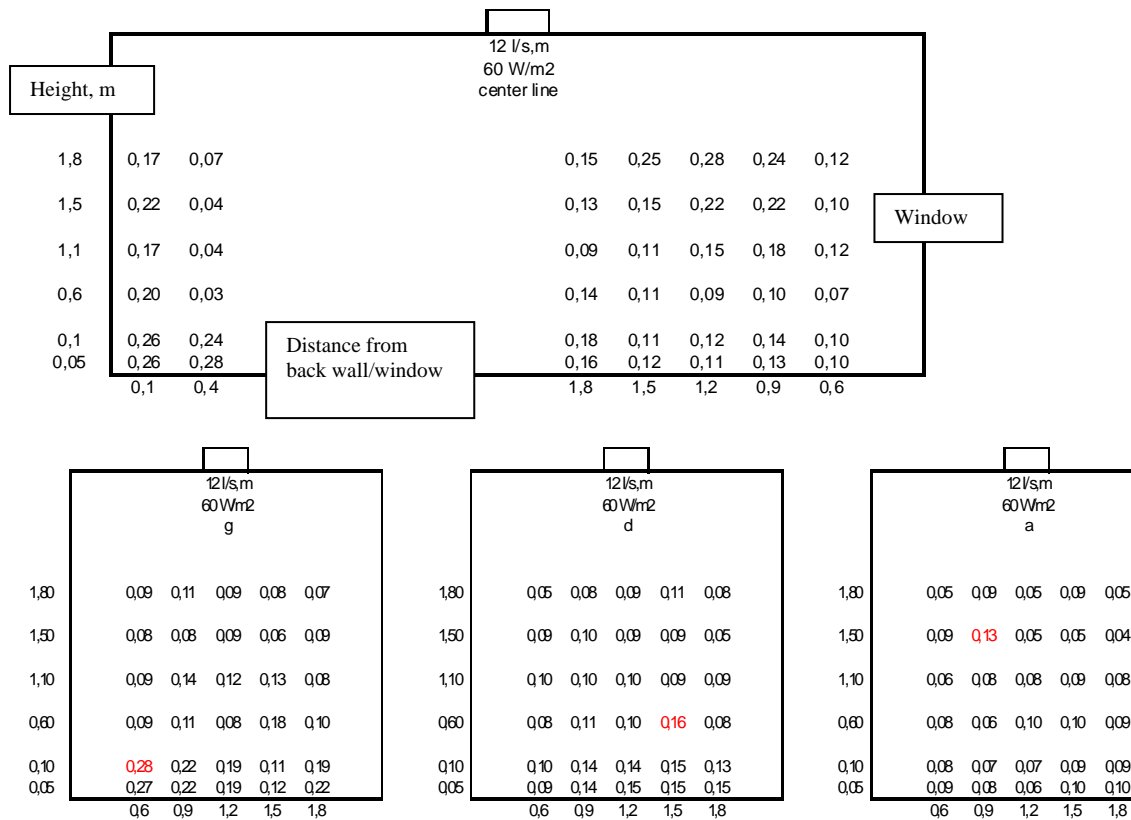 12 l/s,m
60 W/m2
center line
Height, m
1,8 0,17 0,07 0,15 0,25 0,28 0,24 0,12
1,5 0,22 0,04 0,13 0,15 0,22 0,22 0,10
Window
1,1 0,17 0,04 0,09 0,11 0,15 0,18 0,12
0,6 0,20 0,03 0,14 0,11 0,09 0,10 0,07
0,1 0,26 0,24 0,18 0,11 0,12 0,14 0,10
0,05 0,26 0,28 0,16 0,12 0,11 0,13 0,10
Distance from
back wall/window
0,1 0,4 1,8 1,5 1,2 0,9 0,6
12 l/s,m
60 W/m2
g
1,80 0,09 0,11 0,09 0,08 0,07
1,50 0,08 0,08 0,09 0,06 0,09
1,10 0,09 0,14 0,12 0,13 0,08
0,60 0,09 0,11 0,08 0,18 0,10
0,10 0,28 0,22 0,19 0,11 0,19
0,05 0,27 0,22 0,19 0,12 0,22
0,6 0,9 1,2 1,5 1,8
12 l/s,m
60 W/m2
d
1,80 0,05 0,08 0,09 0,11 0,08
1,50 0,09 0,10 0,09 0,09 0,05
1,10 0,10 0,10 0,10 0,09 0,09
0,60 0,08 0,11 0,10 0,16 0,08
0,10 0,10 0,14 0,14 0,15 0,13
0,05 0,09 0,14 0,15 0,15 0,15
0,6 0,9 1,2 1,5 1,8
12 l/s,m
60 W/m2
a
1,80 0,05 0,09 0,05 0,09 0,05
1,50 0,09 0,13 0,05 0,05 0,04
1,10 0,06 0,08 0,08 0,09 0,08
0,60 0,08 0,06 0,10 0,10 0,09
0,10 0,08 0,07 0,07 0,09 0,09
0,05 0,09 0,08 0,06 0,10 0,10
0,6 0,9 1,2 1,5 1,8